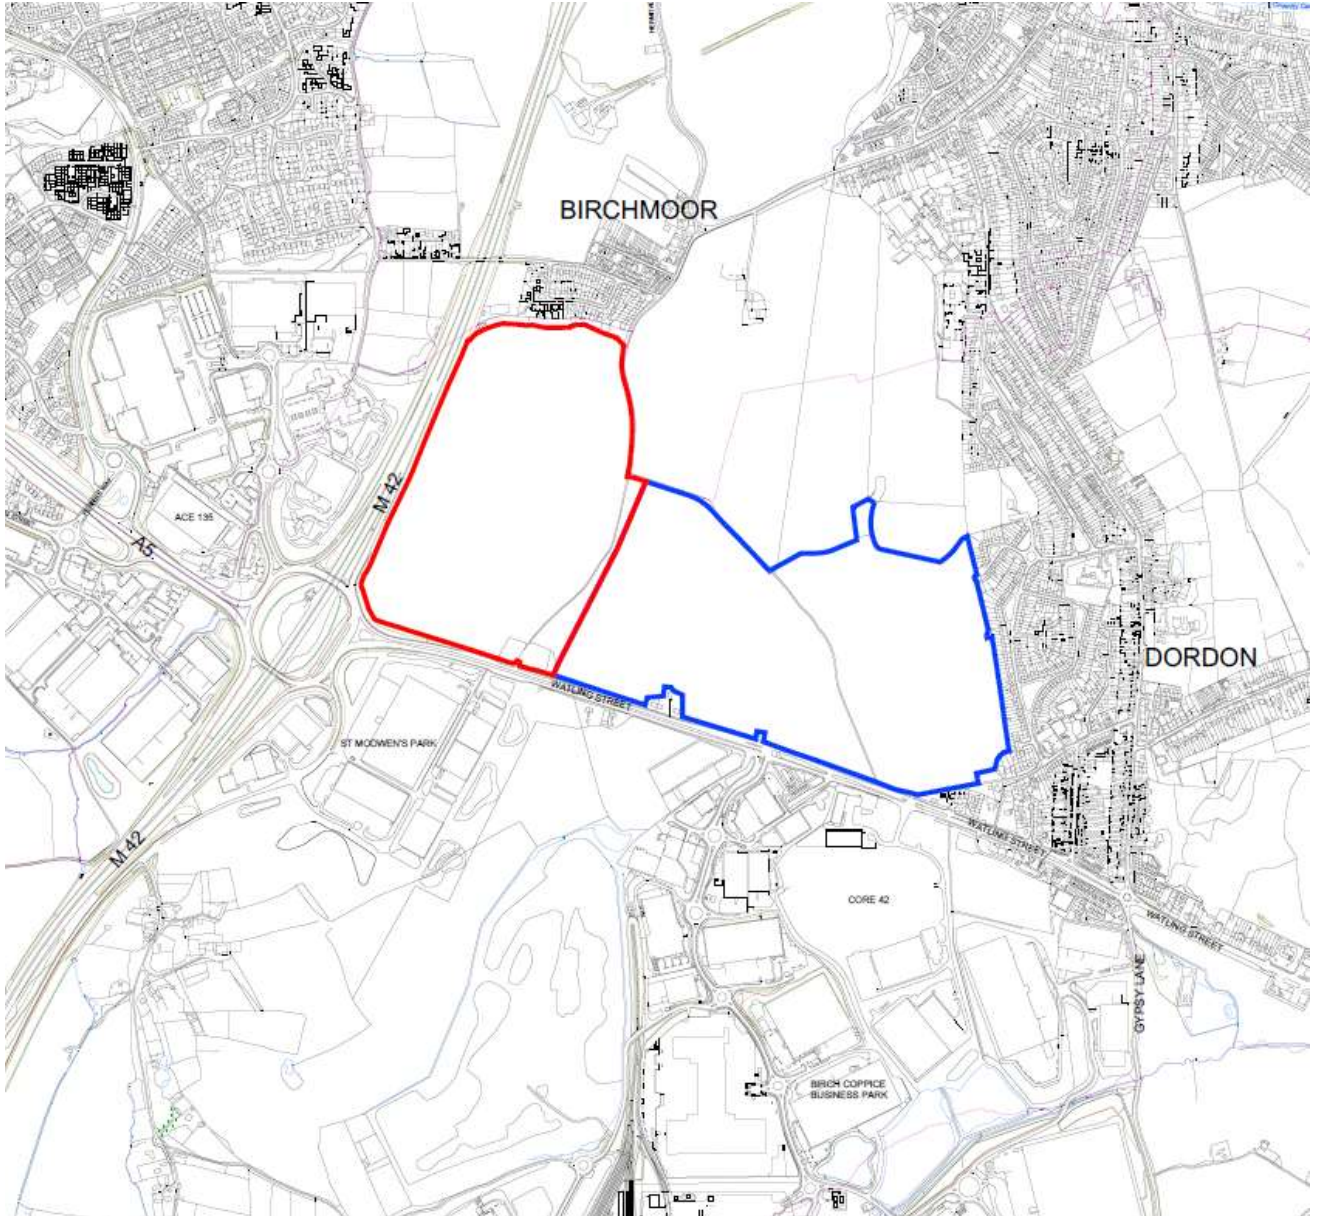 BIRCHMOOR
M 42
ACE 135
A5
DORDON
WATLING STREET
ST MODWEN'S PARK
M 42
WATLING STREET
CORE 42
WATLING STREET
GYPSY LANE
BIRCH COPPICE
BUSINESS PARK